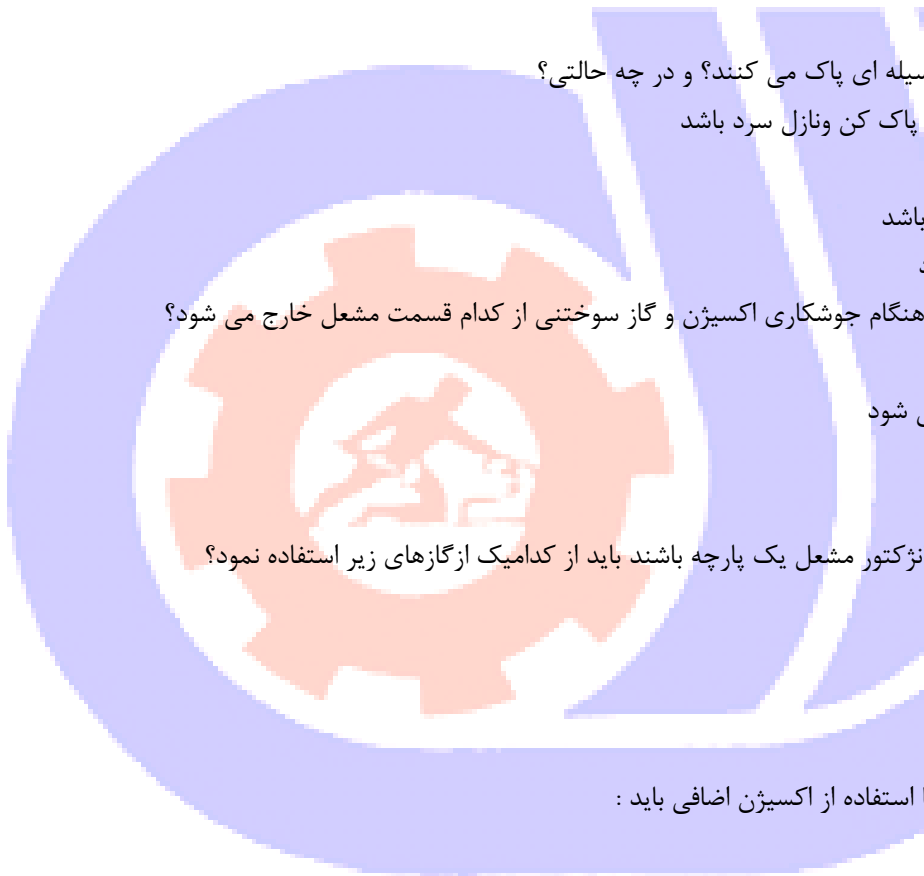 ای پاک می کنند؟ و در چه حالتی؟
پاک کن ونازل سرد باشد
باشد
هنگام جوشکاری اکسیژن و گاز سوختنی از کدام قسمت مشعل خارج می شود؟
شود
مشعل یک پارچه باشند باید از کدامیک ازگازهای زیر استفاده نمود؟
استفاده از اکسیژن اضافی باید :